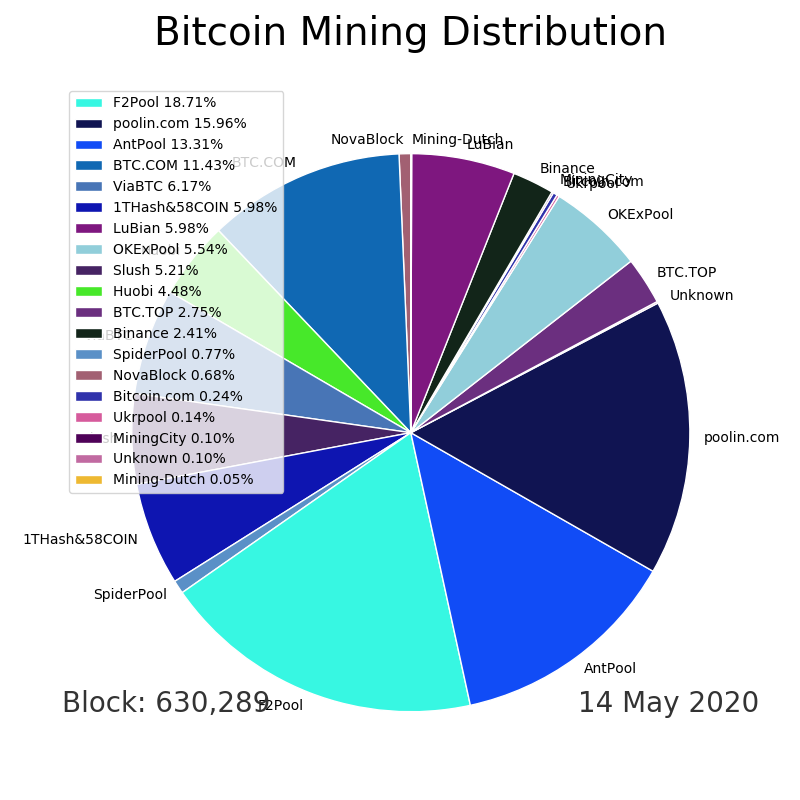 Bitcoin Mining Distribution
F2Pool 18.71%
poolin.com 15.96%
AntPool 13.31%
BTC.COM 11.43%
ViaBTC 6.17%
1THash&58COIN 5.98%
LuBian 5.98%
OKExPool 5.54%
Slush 5.21%
Huobi 4.48%
BTC.TOP 2.75%
Binance 2.41%
SpiderPool 0.77%
NovaBlock 0.68%
Bitcoin.com 0.24%
Ukrpool 0.14%
MiningCity 0.10%
Unknown 0.10%
Mining-Dutch 0.05%
NovaBlock
Mining-Dutch
LuBian
BTC.COM
Binance
MiningCity
Bitcoin.com
Ukrpool
OKExPool
BTC.TOP
Unknown
poolin.com
1THash&58COIN
SpiderPool
AntPool
F2Pool
Block: 630,289
14 May 2020